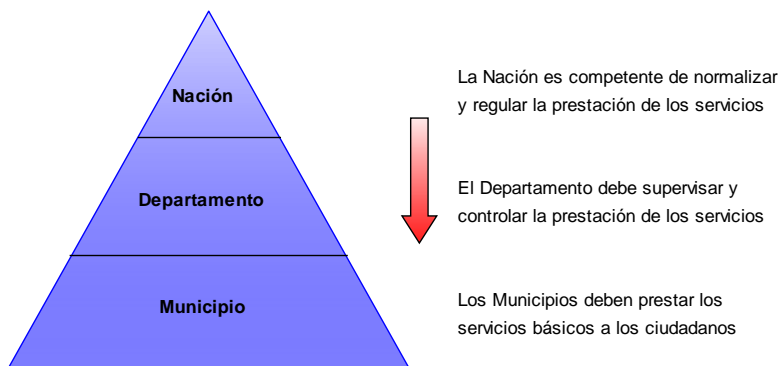 Nación
La Nación es competente de normalizar
y regular la prestación de los servicios
Departamento
El Departamento debe supervisar y
controlar la prestación de los servicios
Municipio
Los Municipios deben prestar los
servicios básicos a los ciudadanos